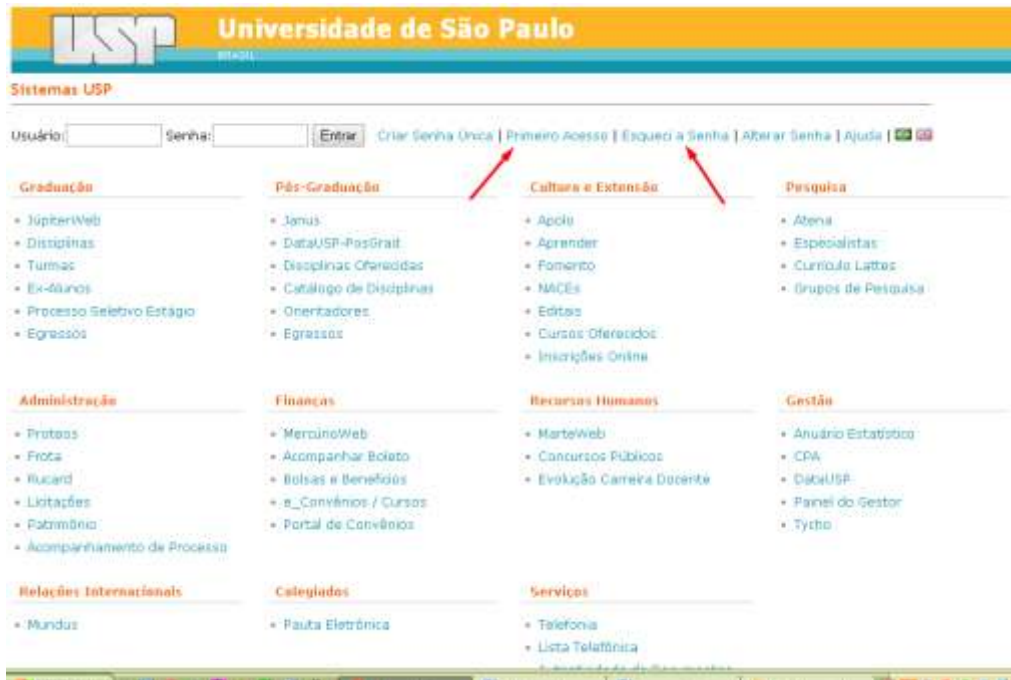 USP Universidade de São Paulo
BRASIL
Sistemas USP
Usuário: Senha: Entrar Criar Senha Única | Primeiro Acesso | Esqueci a Senha | Alterar Senha | Ajuda |
Graduação
• JúpiterWeb
• Disciplinas
• Turmas
• Ex-Alunos
• Processo Seletivo Estágio
• Egressos
Pós-Graduação
• Janus
• DataUSP-PosGrad
• Disciplinas Oferecidas
• Catálogo de Disciplinas
• Orientadores
• Egressos
Cultura e Extensão
• Apolo
• Aprender
• Fomento
• NACEs
• Editais
• Cursos Oferecidos
• Inscrições Online
Pesquisa
• Atena
• Especialistas
• Currículo Lattes
• Grupos de Pesquisa
Administração
• Proteos
• Frota
• Rucard
• Licitações
• Patrimônio
• Acompanhamento de Processo
Finanças
• MercúrioWeb
• Acompanhar Boleto
• Bolsas e Benefícios
• e_Convênios / Cursos
• Portal de Convênios
Recursos Humanos
• MarteWeb
• Concursos Públicos
• Evolução Carreira Docente
Gestão
• Anuário Estatístico
• CPA
• DataUSP
• Painel do Gestor
• Tycho
Relações Internacionais
• Mundus
Colegiados
• Pauta Eletrônica
Serviços
• Telefonia
• Lista Telefônica